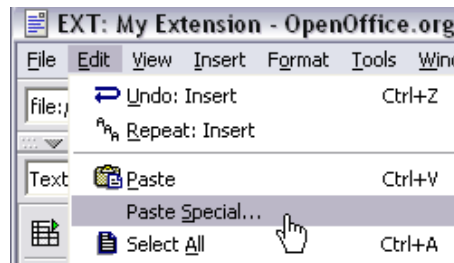 EXT: My Extension - OpenOffice.org
File Edit View Insert Format Tools
file:/
Undo: Insert Ctrl+Z
Repeat: Insert
Text
Paste Ctrl+V
Paste Special...
Select All Ctrl+A